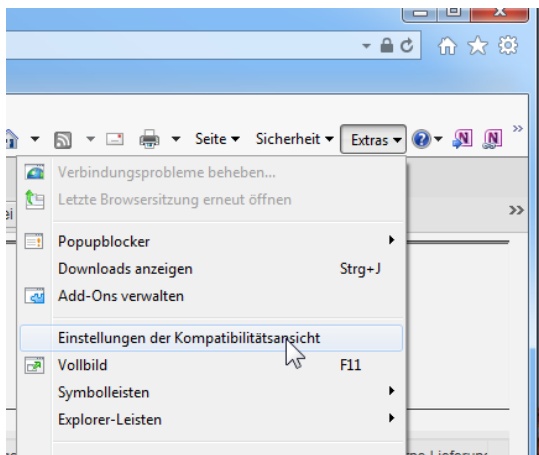 Seite Sicherheit Extras
Verbindungsprobleme beheben...
Letzte Browsersitzung erneut öffnen
ei
Popupblocker
Downloads anzeigen Strg+J
Add-Ons verwalten
Einstellungen der Kompatibilitätsansicht
Vollbild F11
Symbolleisten
Explorer-Leisten